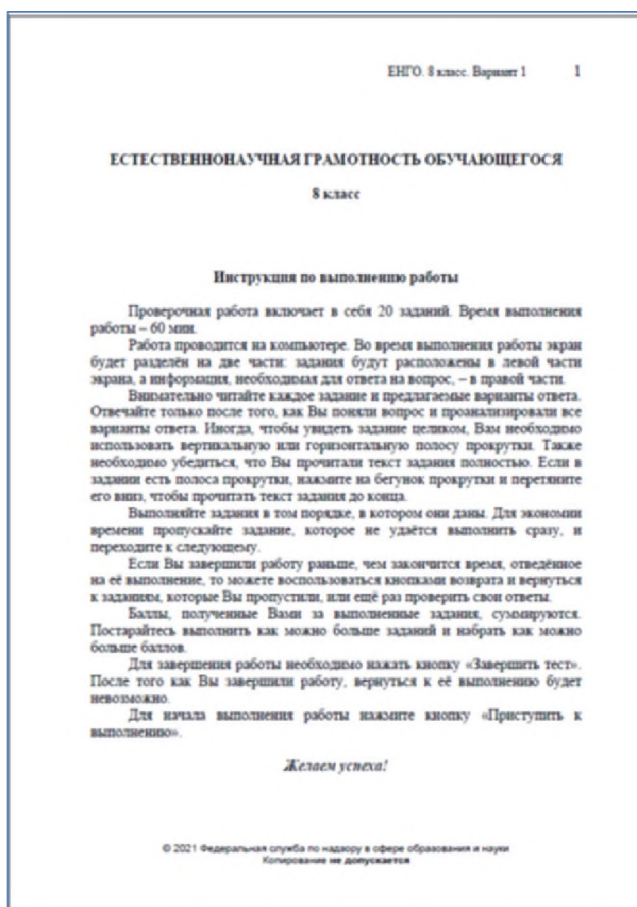 ЕНГО. 8 класс. Вариант 1 1
ЕСТЕСТВЕННОНАУЧНАЯ ГРАМОТНОСТЬ ОБУЧАЮЩЕГОСЯ
8 класс
Инструкция по выполнению работы
Проверочная работа включает в себя 20 заданий. Время выполнения
работы – 60 мин.
Работа проводится на компьютере. Во время выполнения работы экран
будет разделён на две части: задания будут расположены в левой части
экрана, а информация, необходимая для ответа на вопрос, – в правой части.
Внимательно читайте каждое задание и предлагаемые варианты ответа.
Отвечайте только после того, как Вы поняли вопрос и проанализировали все
варианты ответа. Иногда, чтобы увидеть задание целиком, Вам необходимо
использовать вертикальную или горизонтальную полосу прокрутки. Также
необходимо убедиться, что Вы прочитали текст задания полностью. Если в
задании есть полоса прокрутки, нажмите на бегунок прокрутки и перетяните
его вниз, чтобы прочитать текст задания до конца.
Выполняйте задания в том порядке, в котором они даны. Для экономии
времени пропускайте задание, которое не удаётся выполнить сразу, и
переходите к следующему.
Если Вы завершили работу раньше, чем закончится время, отведённое
на её выполнение, то можете воспользоваться кнопками возврата и вернуться
к заданиям, которые Вы пропустили, или ещё раз проверить свои ответы.
Баллы, полученные Вами за выполненные задания, суммируются.
Постарайтесь выполнить как можно больше заданий и набрать как можно
больше баллов.
Для завершения работы необходимо нажать кнопку «Завершить тест».
После того как Вы завершили работу, вернуться к её выполнению будет
невозможно.
Для начала выполнения работы нажмите кнопку «Приступить к
выполнению».
Желаем успеха!
© 2021 Федеральная служба по надзору в сфере образования и науки
Копирование не допускается